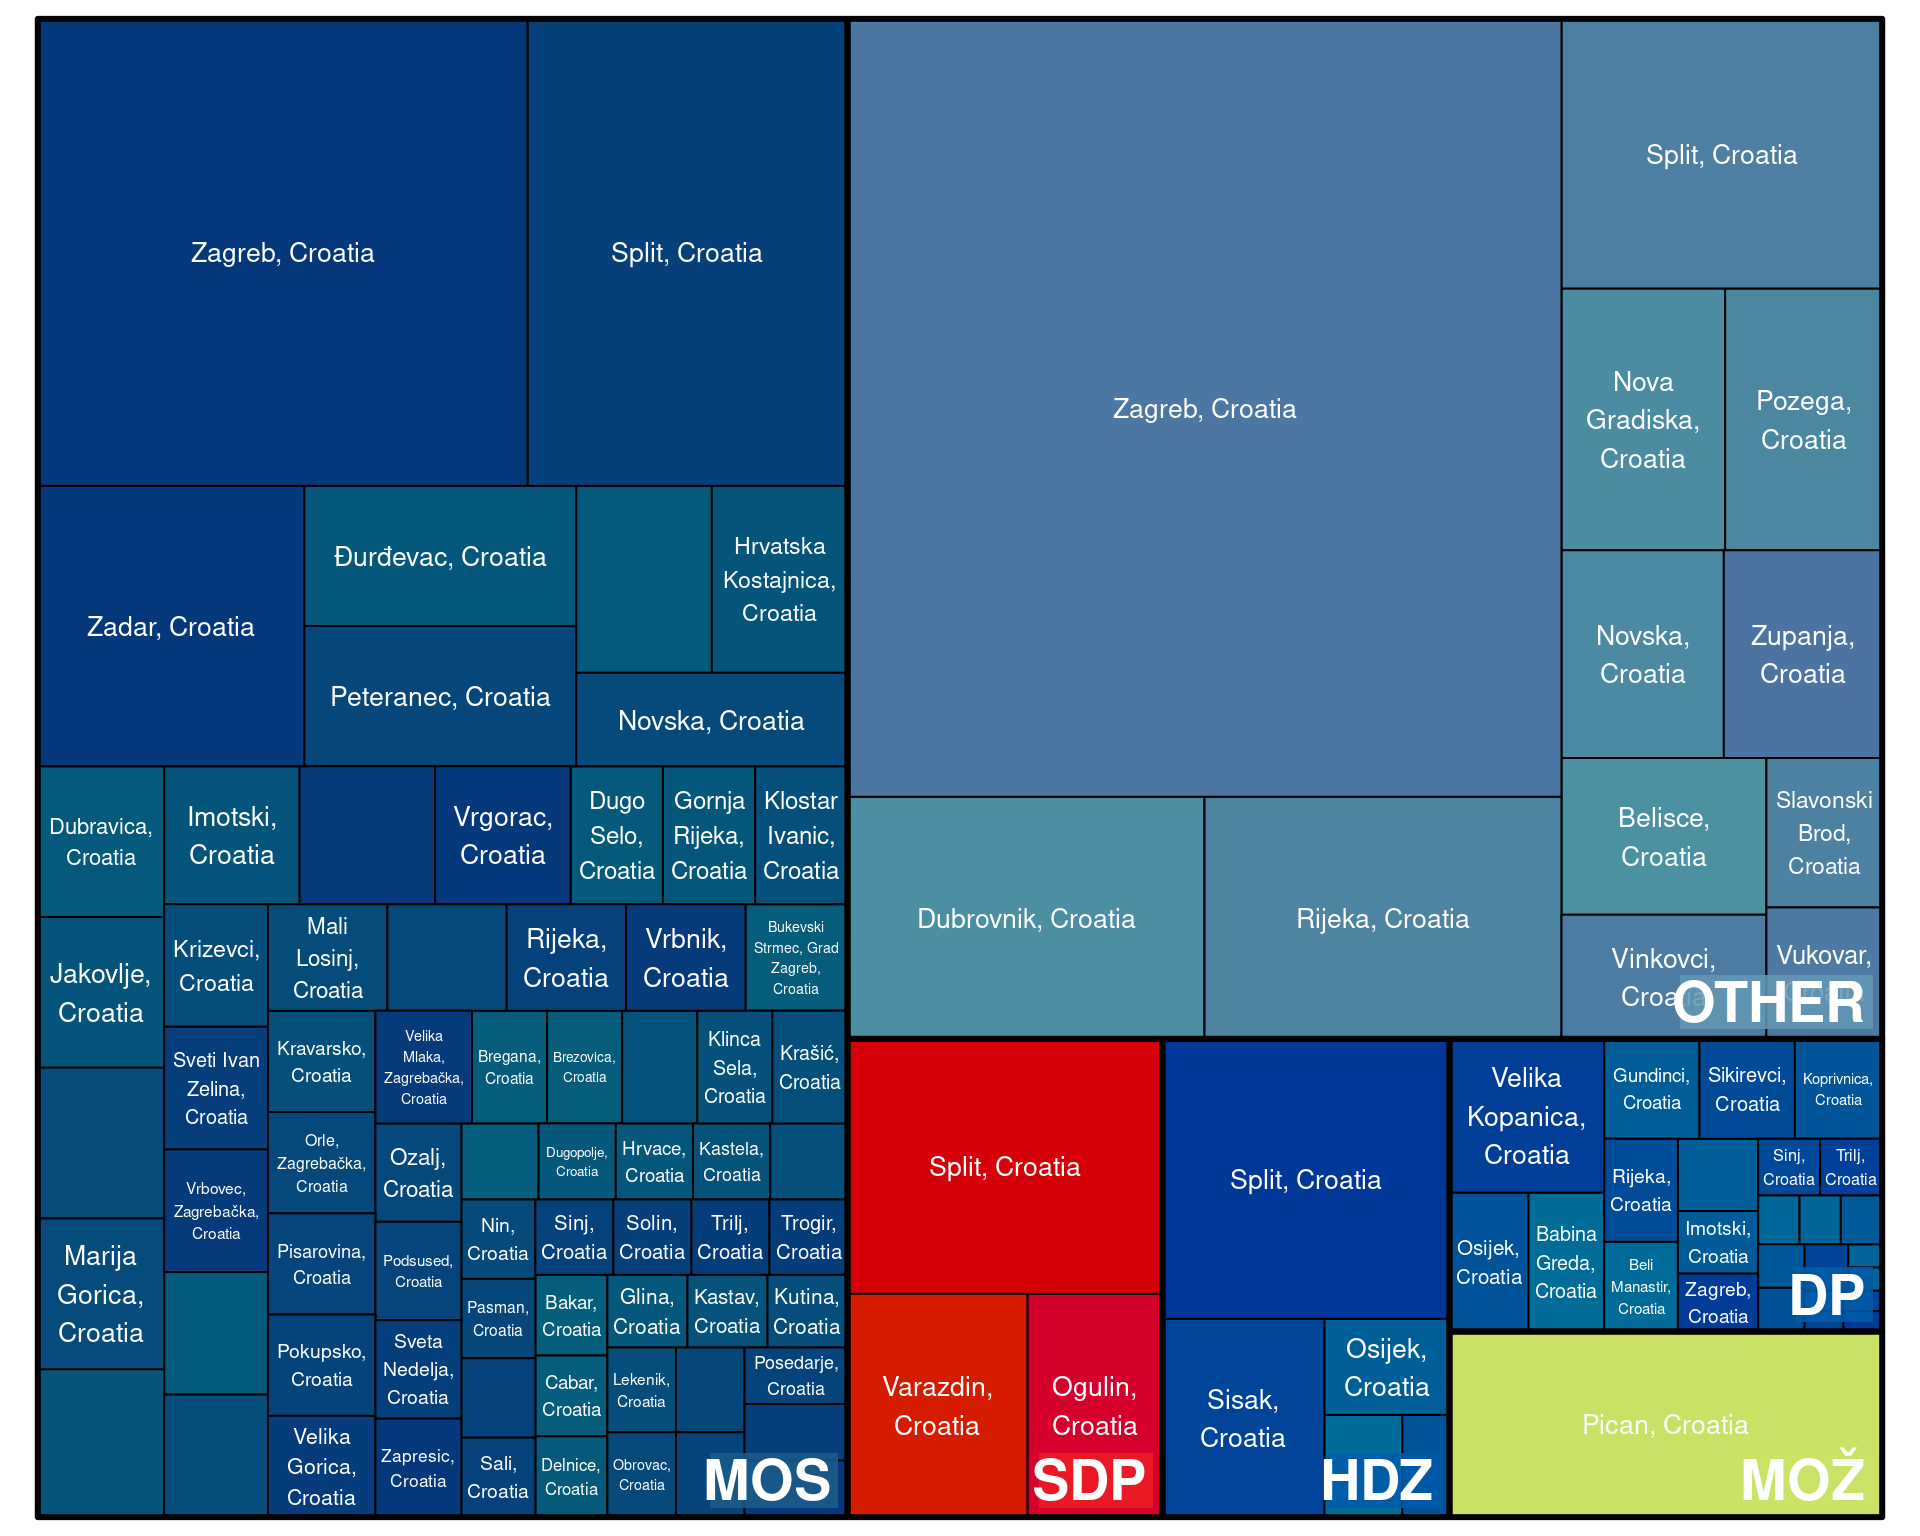 Zagreb, Croatia
Split, Croatia
Zadar, Croatia
Đurđevac, Croatia
Peteranec, Croatia
Hrvatska
Kostajnica,
Croatia
Novska, Croatia
Dubravica,
Croatia
Imotski,
Croatia
Vrgorac,
Croatia
Dugo
Selo,
Croatia
Gornja
Rijeka,
Croatia
Klostar
Ivanic,
Croatia
Jakovlje,
Croatia
Krizevci,
Croatia
Mali
Losinj,
Croatia
Rijeka,
Croatia
Vrbnik,
Croatia
Bukevski
Strmec, Grad
Zagreb,
Croatia
Sveti Ivan
Zelina,
Croatia
Kravarsko,
Croatia
Velika
Mlaka,
Zagrebačka,
Croatia
Bregana,
Croatia
Brezovica,
Croatia
Klinca
Sela,
Croatia
Krašić,
Croatia
Orle,
Zagrebačka,
Croatia
Ozalj,
Croatia
Dugopolje,
Croatia
Hrvace,
Croatia
Kastela,
Croatia
Vrbovec,
Zagrebačka,
Croatia
Marija
Gorica,
Croatia
Pisarovina,
Croatia
Podsused,
Croatia
Nin,
Croatia
Sinj,
Croatia
Solin,
Croatia
Trilj,
Croatia
Trogir,
Croatia
Pasman,
Croatia
Bakar,
Croatia
Glina,
Croatia
Kastav,
Croatia
Kutina,
Croatia
Pokupsko,
Croatia
Sveta
Nedelja,
Croatia
Cabar,
Croatia
Lekenik,
Croatia
Posedarje,
Croatia
Velika
Gorica,
Croatia
Zapresic,
Croatia
Sali,
Croatia
Delnice,
Croatia
Obrovac,
Croatia
MOS
Zagreb, Croatia
Split, Croatia
Nova
Gradiska,
Croatia
Pozega,
Croatia
Novska,
Croatia
Zupanja,
Croatia
Dubrovnik, Croatia
Rijeka, Croatia
Belisce,
Croatia
Slavonski
Brod,
Croatia
Vinkovci,
Croatia
Vukovar,
Croatia
OTHER
Split, Croatia
Varazdin,
Croatia
Ogulin,
Croatia
SDP
Split, Croatia
Sisak,
Croatia
Osijek,
Croatia
HDZ
Velika
Kopanica,
Croatia
Gundinci,
Croatia
Sikirevci,
Croatia
Koprivnica,
Croatia
Osijek,
Croatia
Babina
Greda,
Croatia
Rijeka,
Croatia
Beli
Manastir,
Croatia
Imotski,
Croatia
Zagreb,
Croatia
Sinj,
Croatia
Trilj,
Croatia
DP
Pican, Croatia
MOŽ